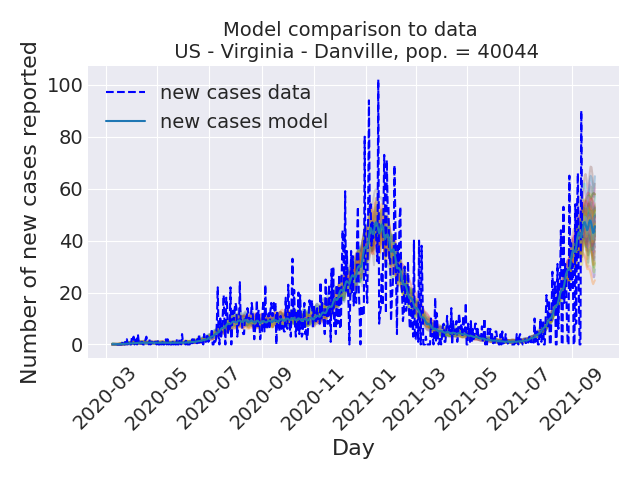 Model comparison to data
US - Virginia - Danville, pop. = 40044
Number of new cases reported
100
80
60
40
20
0
new cases data
new cases model
2020-03
2020-05
2020-07
2020-09
2020-11
2021-01
2021-03
2021-05
2021-07
2021-09
Day